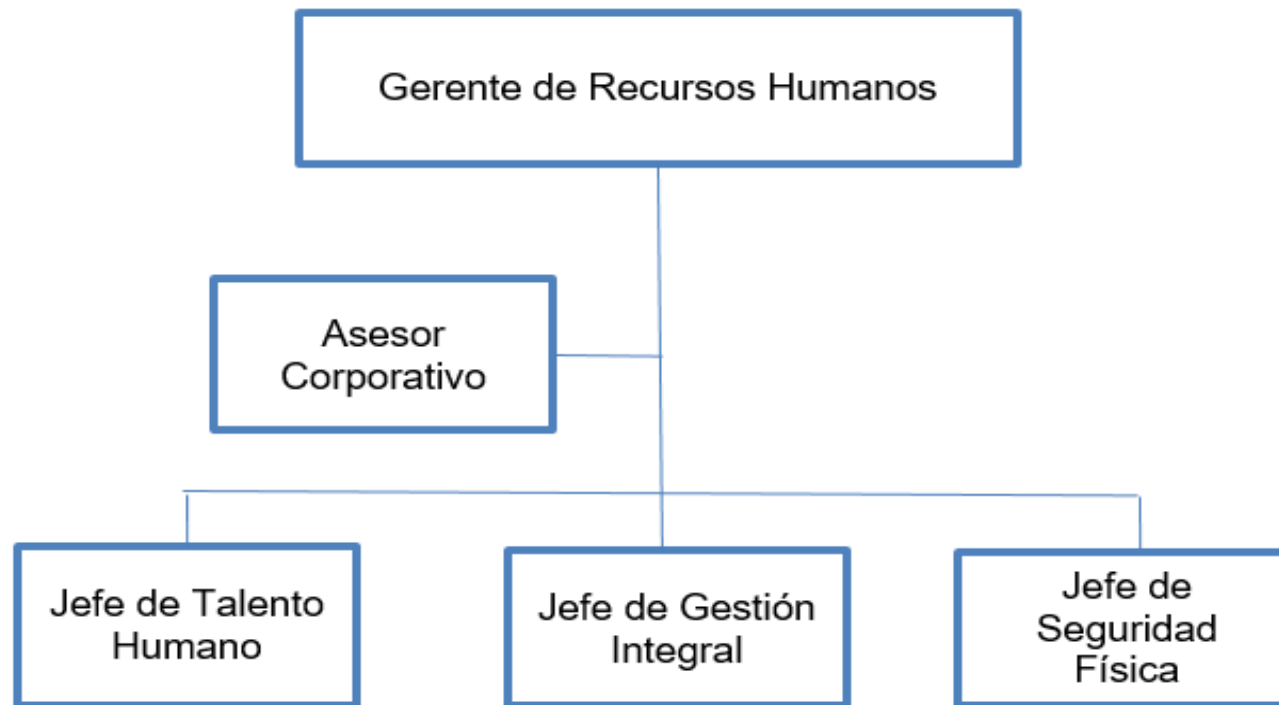 Gerente de Recursos Humanos
Asesor
Corporativo
Jefe de Talento
Humano
Jefe de Gestión
Integral
Jefe de
Seguridad
Física